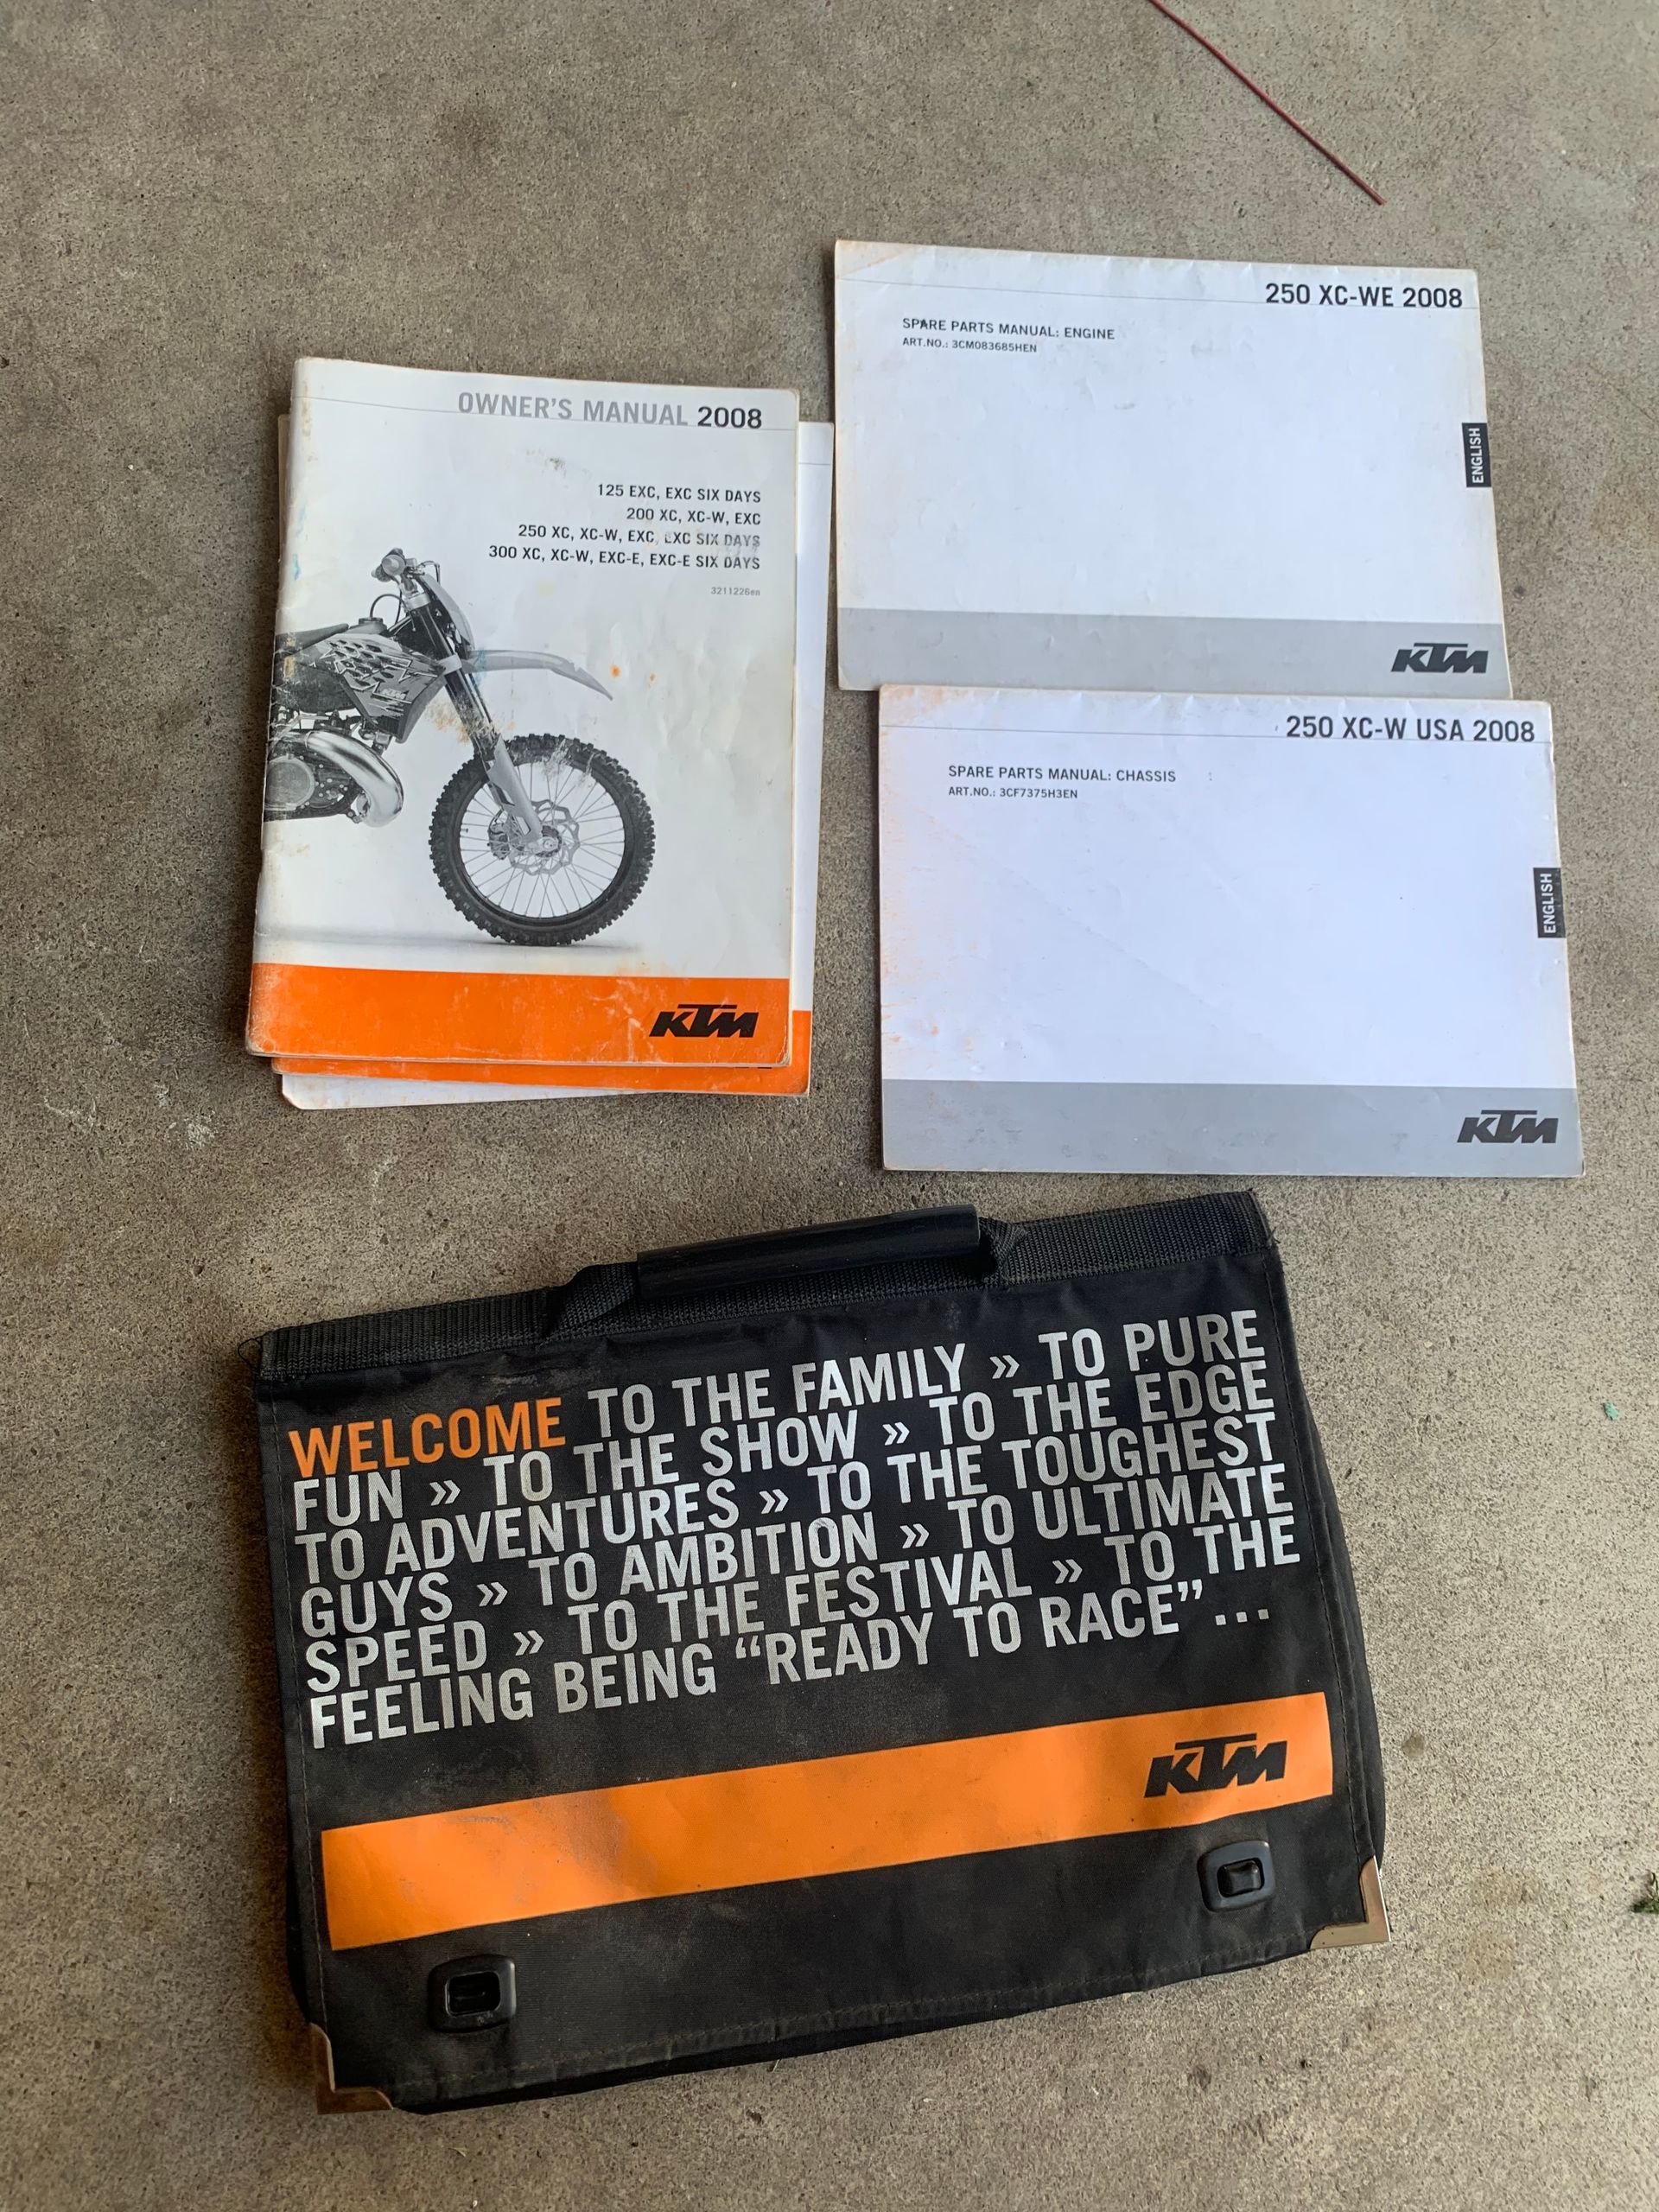 OWNER'S MANUAL 2008
125 EXC, EXC SIX DAYS
200 XC, XC-W, EXC
250 XC, XC-W, EXC, EXC SIX DAYS
300 XC, XC-W, EXC-E, EXC-E SIX DAYS
3211226en
KTM
250 XC-WE 2008
SPARE PARTS MANUAL: ENGINE
ART.NO.: 3CM083685HEN
ENGLISH
KTM
250 XC-W USA 2008
SPARE PARTS MANUAL: CHASSIS
ART.NO.: 3CF7375H3EN
ENGLISH
KTM
WELCOME TO THE FAMILY » TO PURE
FUN » TO THE SHOW » TO THE EDGE
TO ADVENTURES » TO THE TOUGHEST
GUYS » TO AMBITION » TO ULTIMATE
SPEED » TO THE FESTIVAL » TO THE
FEELING BEING “READY TO RACE”...
KTM